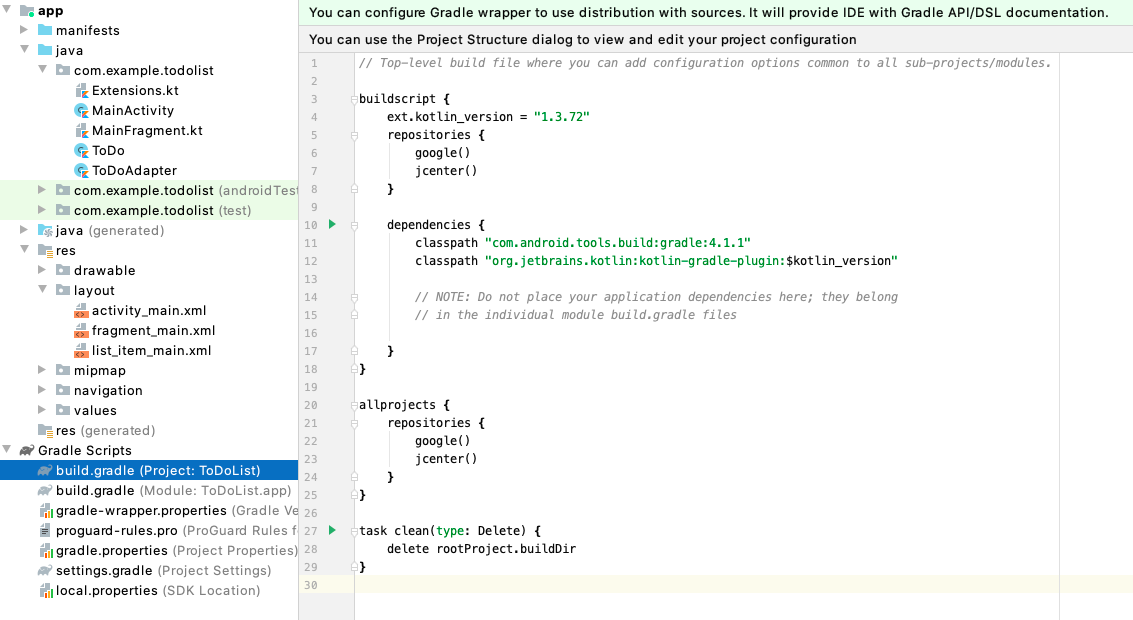 app
manifests
java
com.example.todolist
Extensions.kt
MainActivity
MainFragment.kt
ToDo
ToDoAdapter
com.example.todolist (androidTest
com.example.todolist (test)
java (generated)
res
drawable
layout
activity_main.xml
fragment_main.xml
list_item_main.xml
mipmap
navigation
values
res (generated)
Gradle Scripts
build.gradle (Project: ToDoList)
build.gradle (Module: ToDoList.app)
gradle-wrapper.properties (Gradle Ve
proguard-rules.pro (ProGuard Rules f
gradle.properties (Project Properties)
settings.gradle (Project Settings)
local.properties (SDK Location)
You can configure Gradle wrapper to use distribution with sources. It will provide IDE with Gradle API/DSL documentation.
You can use the Project Structure dialog to view and edit your project configuration
1 // Top-level build file where you can add configuration options common to all sub-projects/modules.
2
3 buildscript {
4 ext.kotlin_version = "1.3.72"
5 repositories {
6 google()
7 jcenter()
8 }
9
10 dependencies {
11 classpath "com.android.tools.build:gradle:4.1.1"
12 classpath "org.jetbrains.kotlin:kotlin-gradle-plugin:$kotlin_version"
13
14 // NOTE: Do not place your application dependencies here; they belong
15 // in the individual module build.gradle files
16
17 }
18 }
19
20 allprojects {
21 repositories {
22 google()
23 jcenter()
24 }
25 }
26
27 task clean(type: Delete) {
28 delete rootProject.buildDir
29 }
30